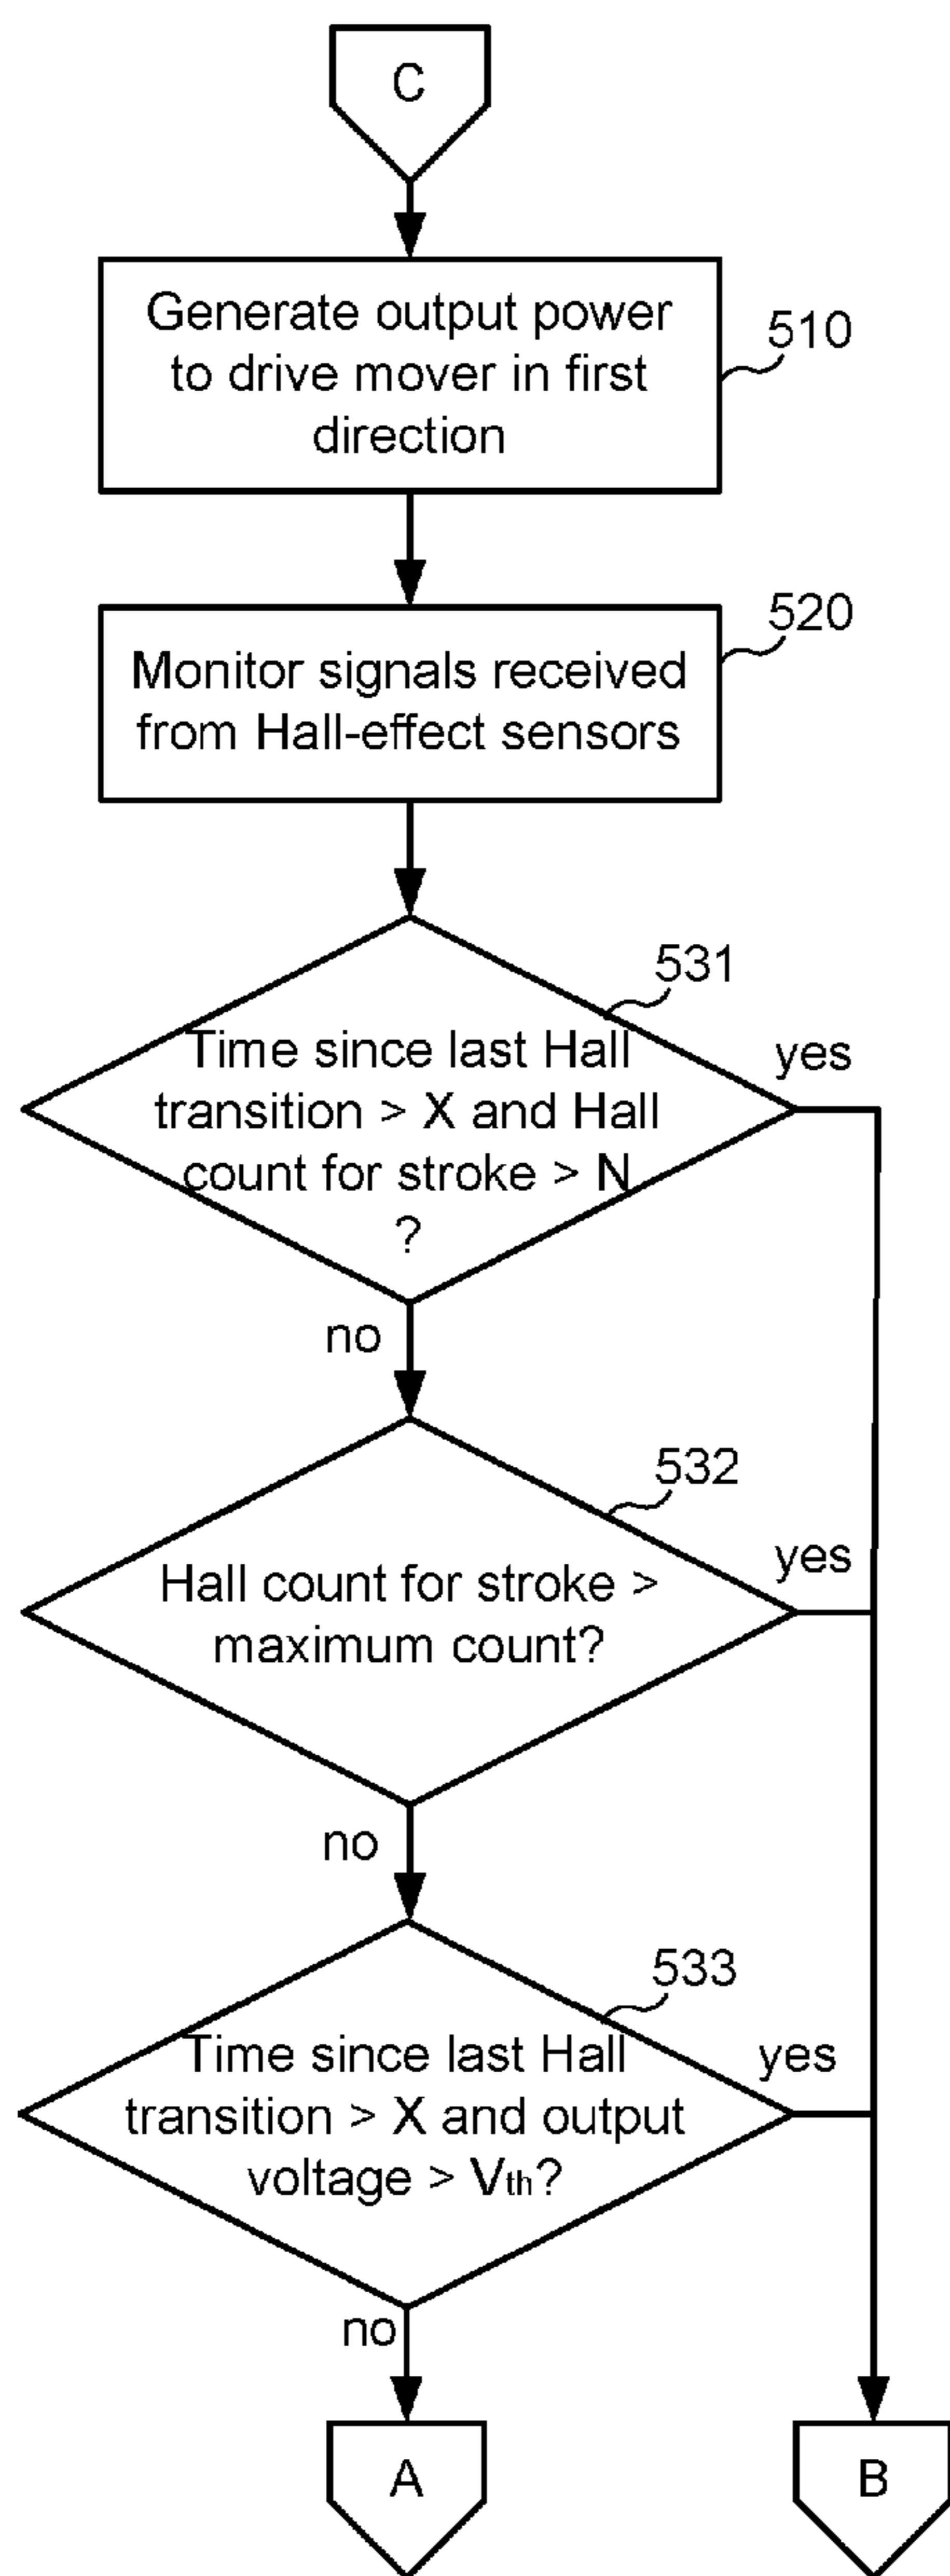 C
Generate output power
to drive mover in first
direction
510
Monitor signals received
from Hall-effect sensors
520
531
Time since last Hall
transition > X and Hall
count for stroke > N
?
yes
no
532
Hall count for stroke >
maximum count?
yes
no
533
Time since last Hall
transition > X and output
voltage > Vth?
yes
no
A
B